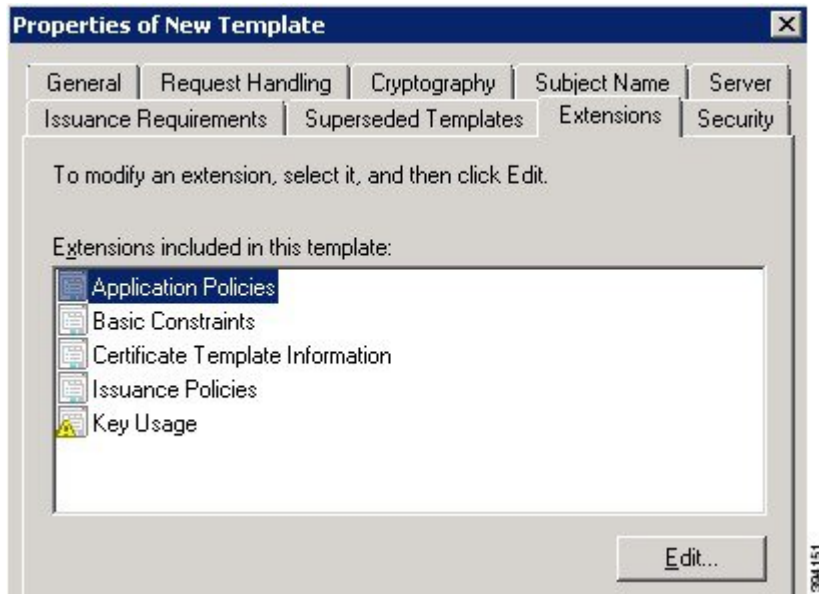 Properties of New Template
General Request Handling Cryptography Subject Name Server
Issuance Requirements Superseded Templates Extensions Security
To modify an extension, select it, and then click Edit.
Extensions included in this template:
Application Policies
Basic Constraints
Certificate Template Information
Issuance Policies
Key Usage
Edit...
394151